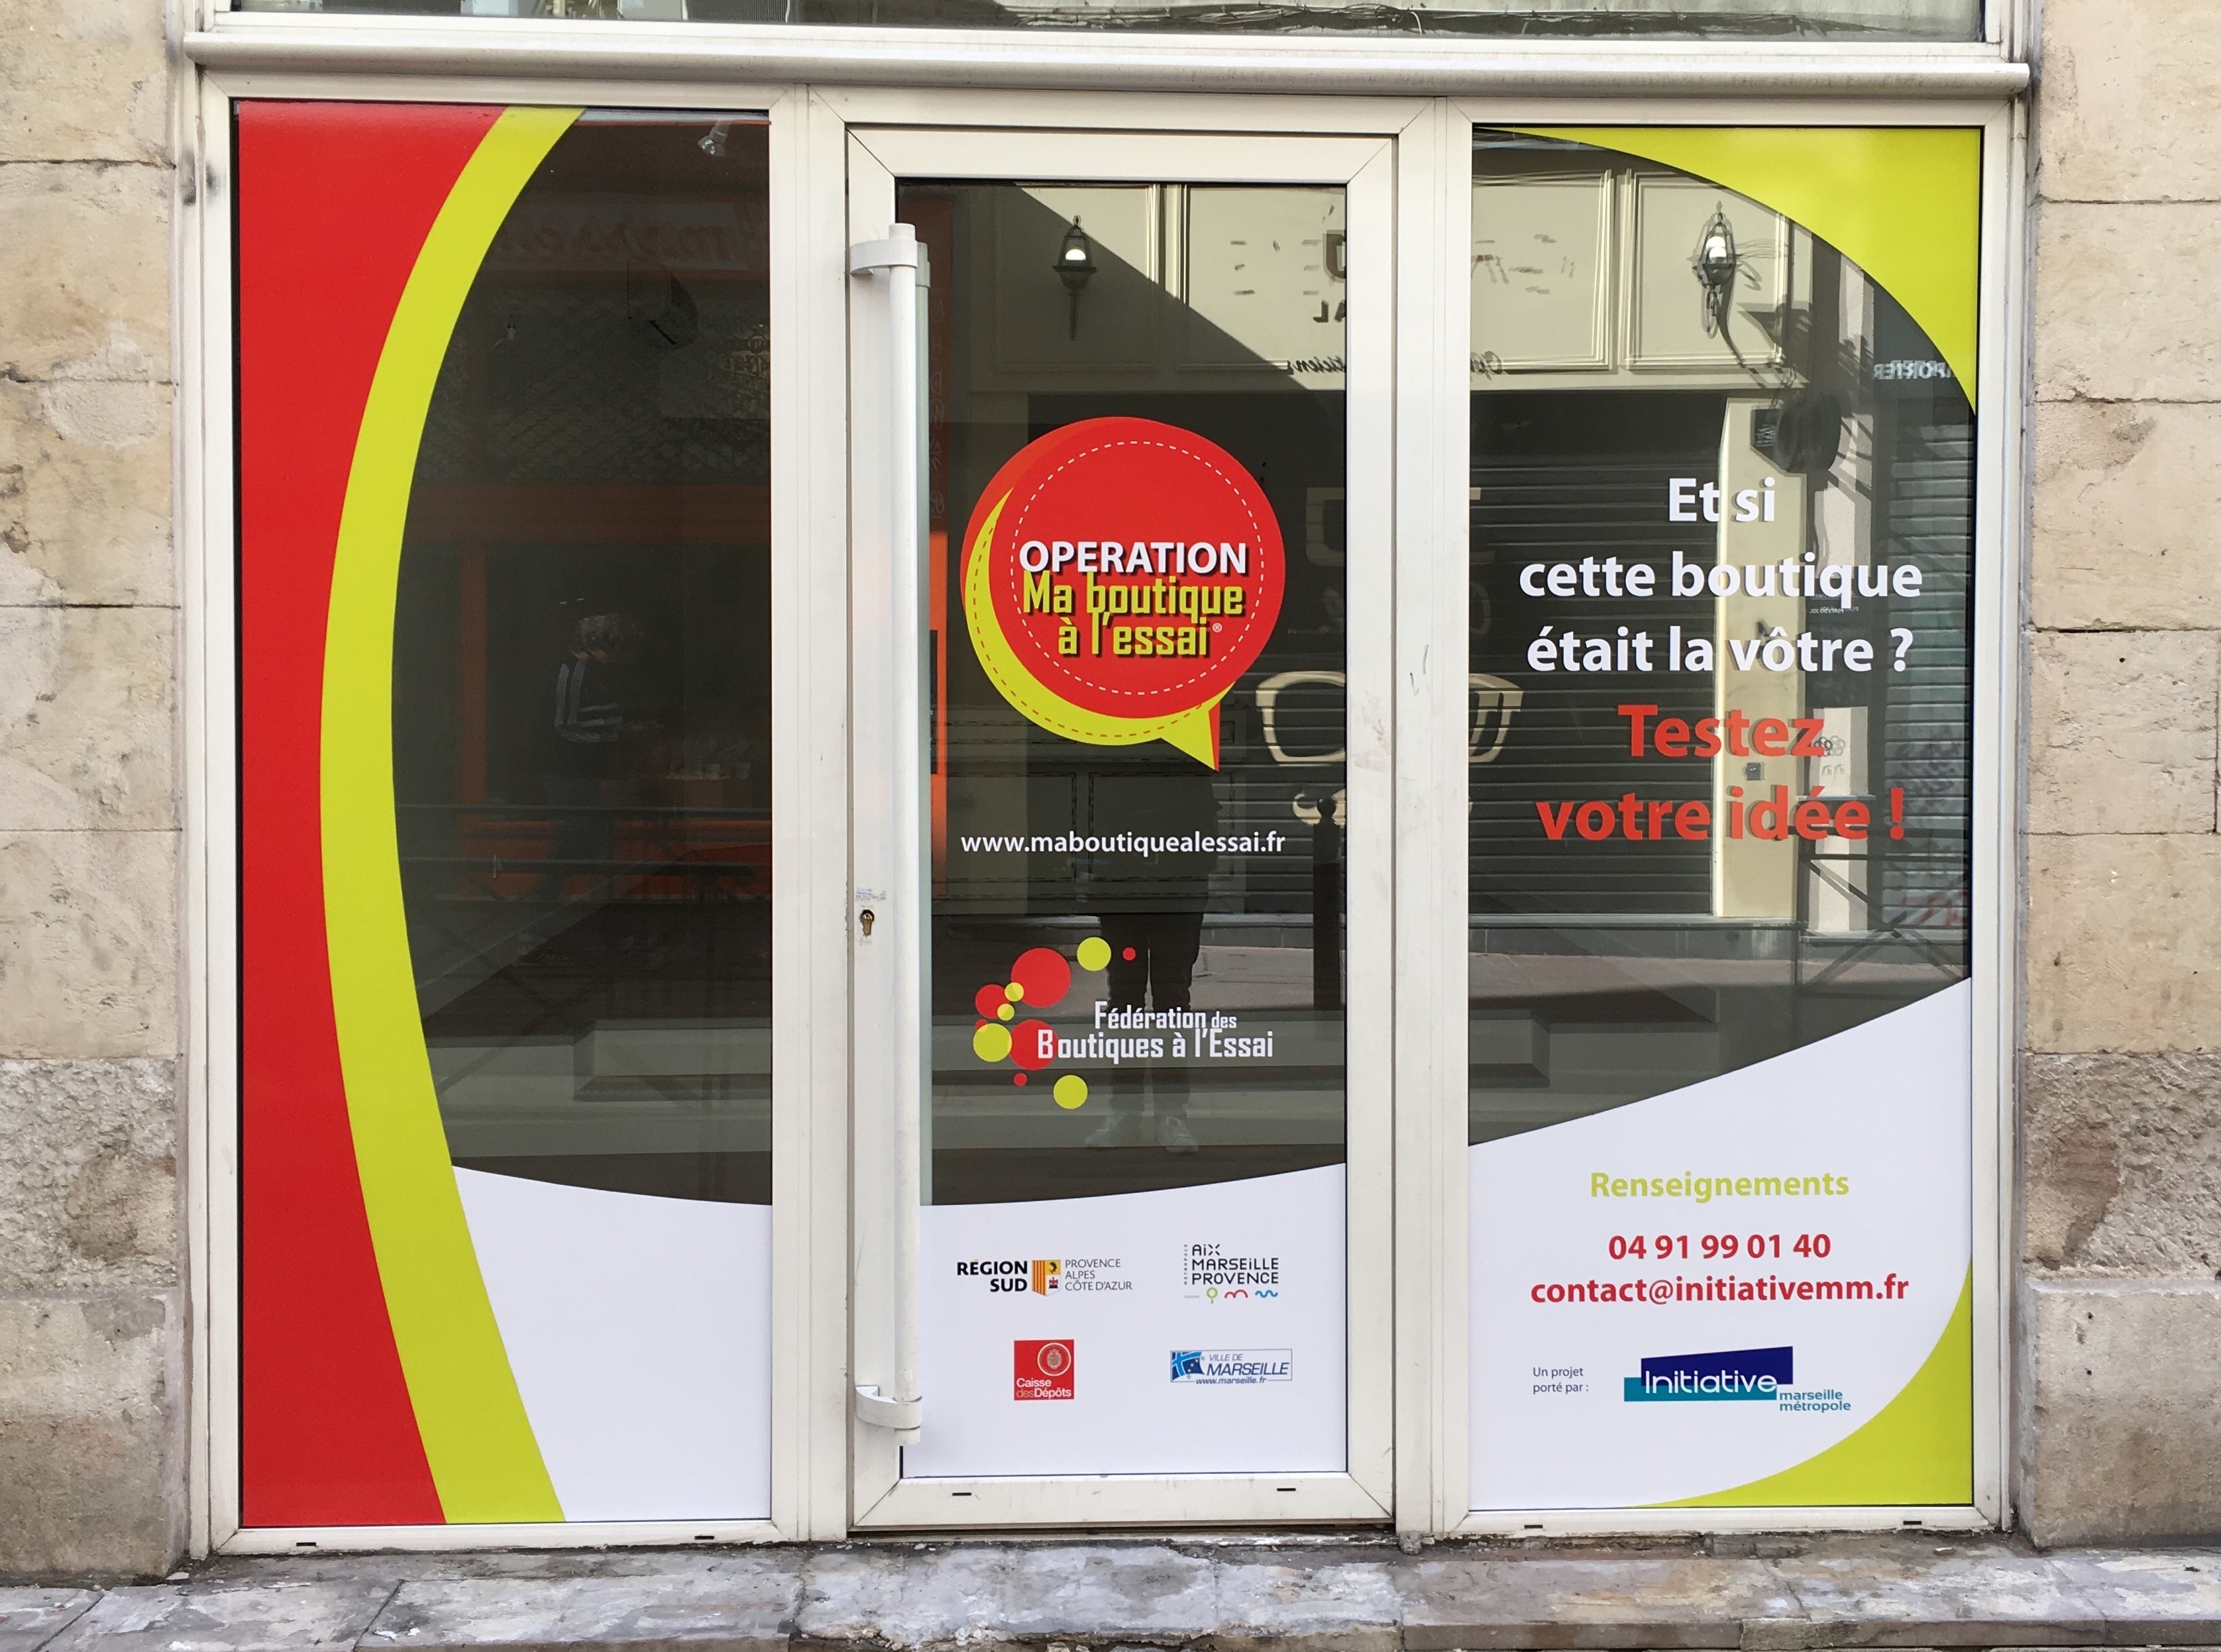 OPERATION
Ma boutique
à l'essai®
www.maboutiquealessai.fr
Fédération des
Boutiques à l'Essai
RÉGION
SUD
PROVENCE
ALPES
CÔTE D'AZUR
AIX
MARSEILLE
PROVENCE
Caisse
desDépôts
VILLE DE
MARSEILLE
www.marseille.fr
Et si
cette boutique
était la vôtre ?
Testez
votre idée !
Renseignements
04 91 99 01 40
contact@initiativemm.fr
Un projet
porté par :
Initiative
marseille
métropole